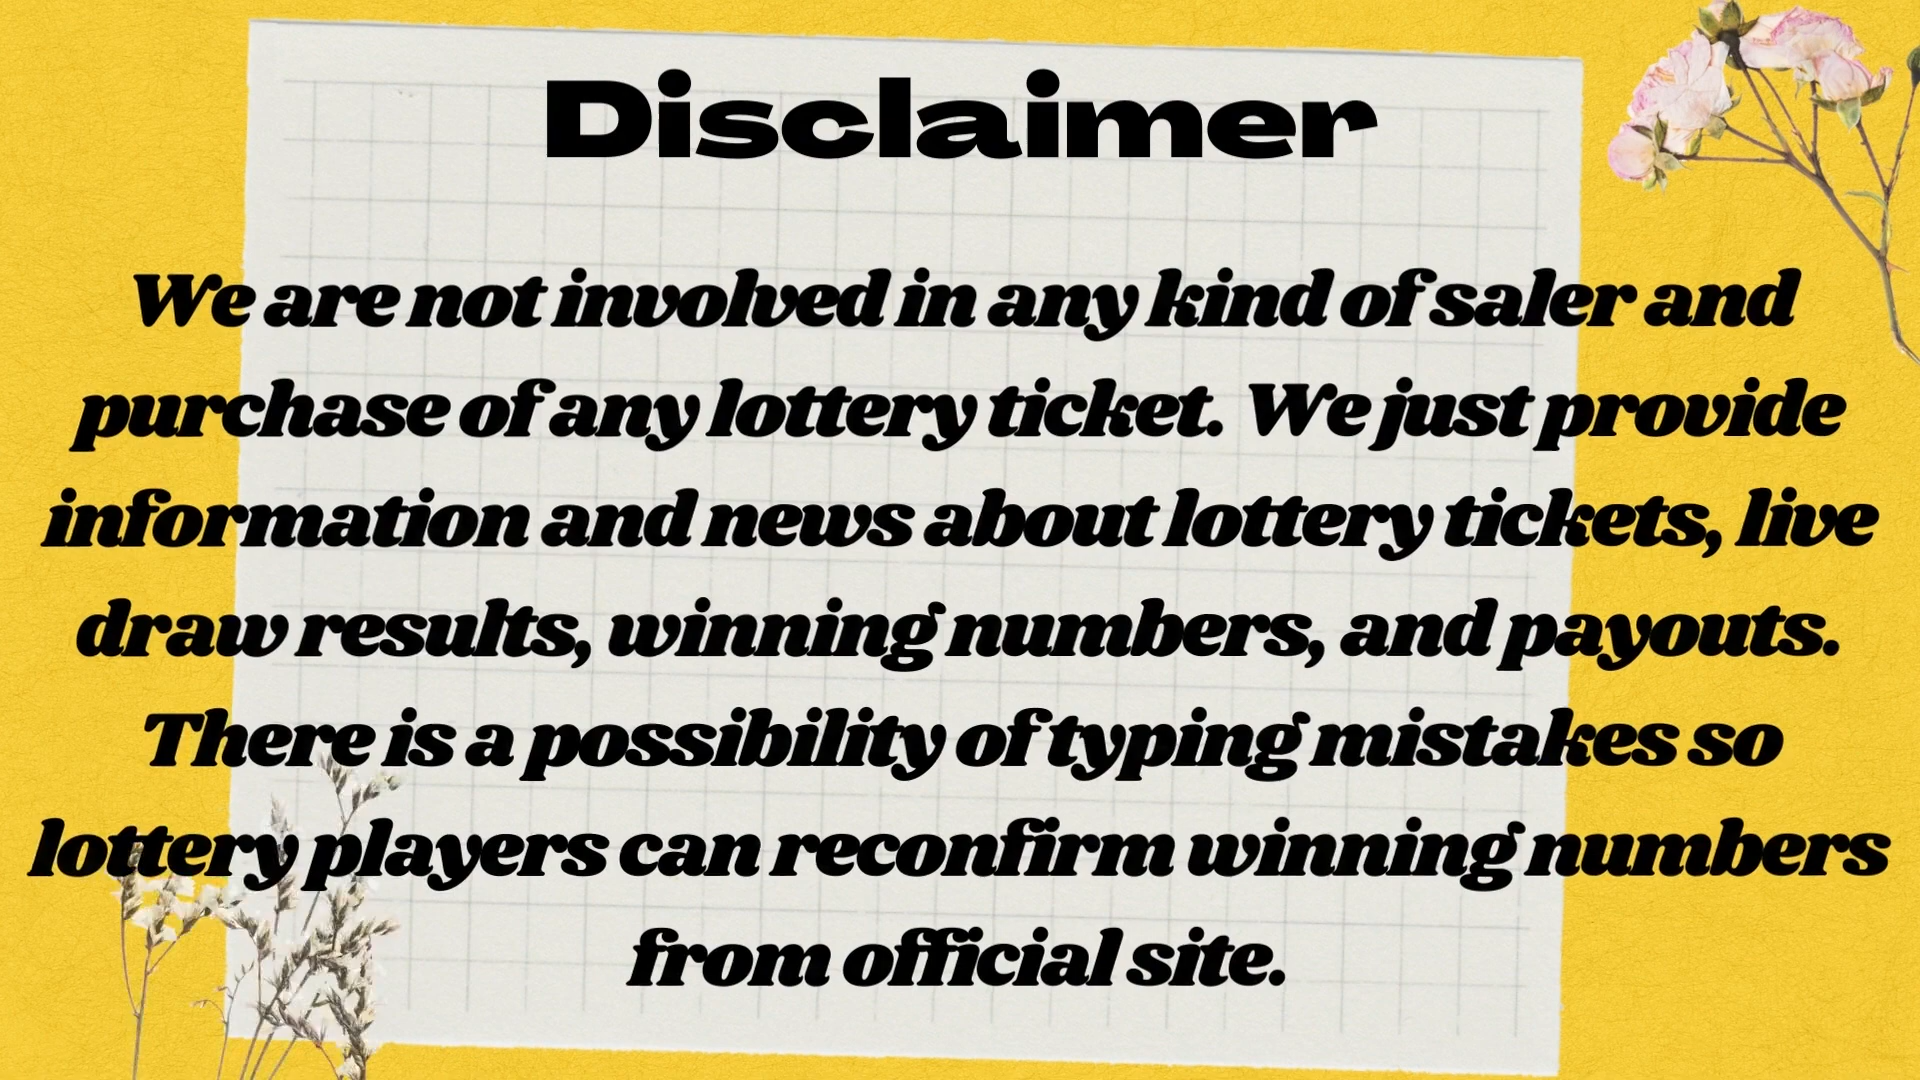 Disclaimer
We are not involved in any kind of saler and
purchase of any lottery ticket. We just provide
information and news about lottery tickets, live
draw results, winning numbers, and payouts.
There is a possibility of typing mistakes so
lottery players can reconfirm winning numbers
from official site.